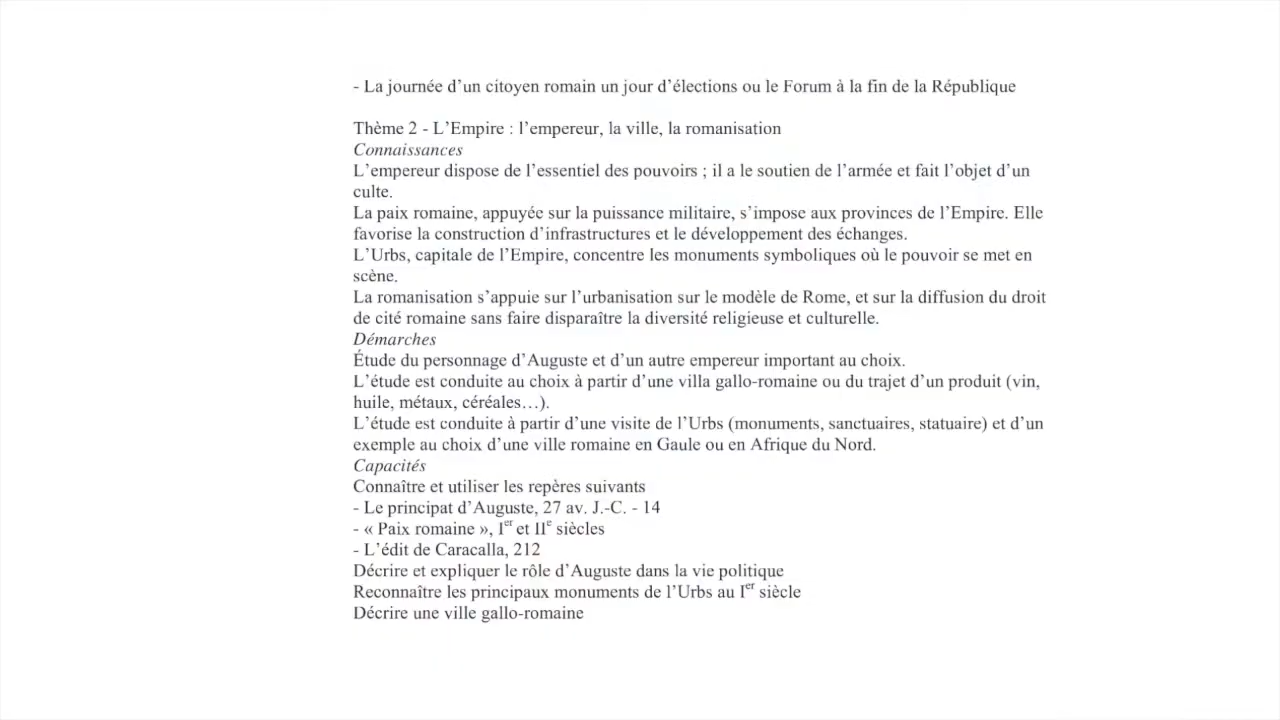 - La journée d’un citoyen romain un jour d’élections ou le Forum à la fin de la République
Thème 2 - L’Empire : l’empereur, la ville, la romanisation
Connaissances
L’empereur dispose de l’essentiel des pouvoirs ; il a le soutien de l’armée et fait l’objet d’un
culte.
La paix romaine, appuyée sur la puissance militaire, s’impose aux provinces de l’Empire. Elle
favorise la construction d’infrastructures et le développement des échanges.
L’Urbs, capitale de l’Empire, concentre les monuments symboliques où le pouvoir se met en
scène.
La romanisation s’appuie sur l’urbanisation sur le modèle de Rome, et sur la diffusion du droit
de cité romaine sans faire disparaître la diversité religieuse et culturelle.
Démarches
Étude du personnage d’Auguste et d’un autre empereur important au choix.
L’étude est conduite au choix à partir d’une villa gallo-romaine ou du trajet d’un produit (vin,
huile, métaux, céréales…).
L’étude est conduite à partir d’une visite de l’Urbs (monuments, sanctuaires, statuaire) et d’un
exemple au choix d’une ville romaine en Gaule ou en Afrique du Nord.
Capacités
Connaître et utiliser les repères suivants
- Le principat d’Auguste, 27 av. J.-C. - 14
- « Paix romaine », Ier et IIe siècles
- L’édit de Caracalla, 212
Décrire et expliquer le rôle d’Auguste dans la vie politique
Reconnaître les principaux monuments de l’Urbs au Ier siècle
Décrire une ville gallo-romaine